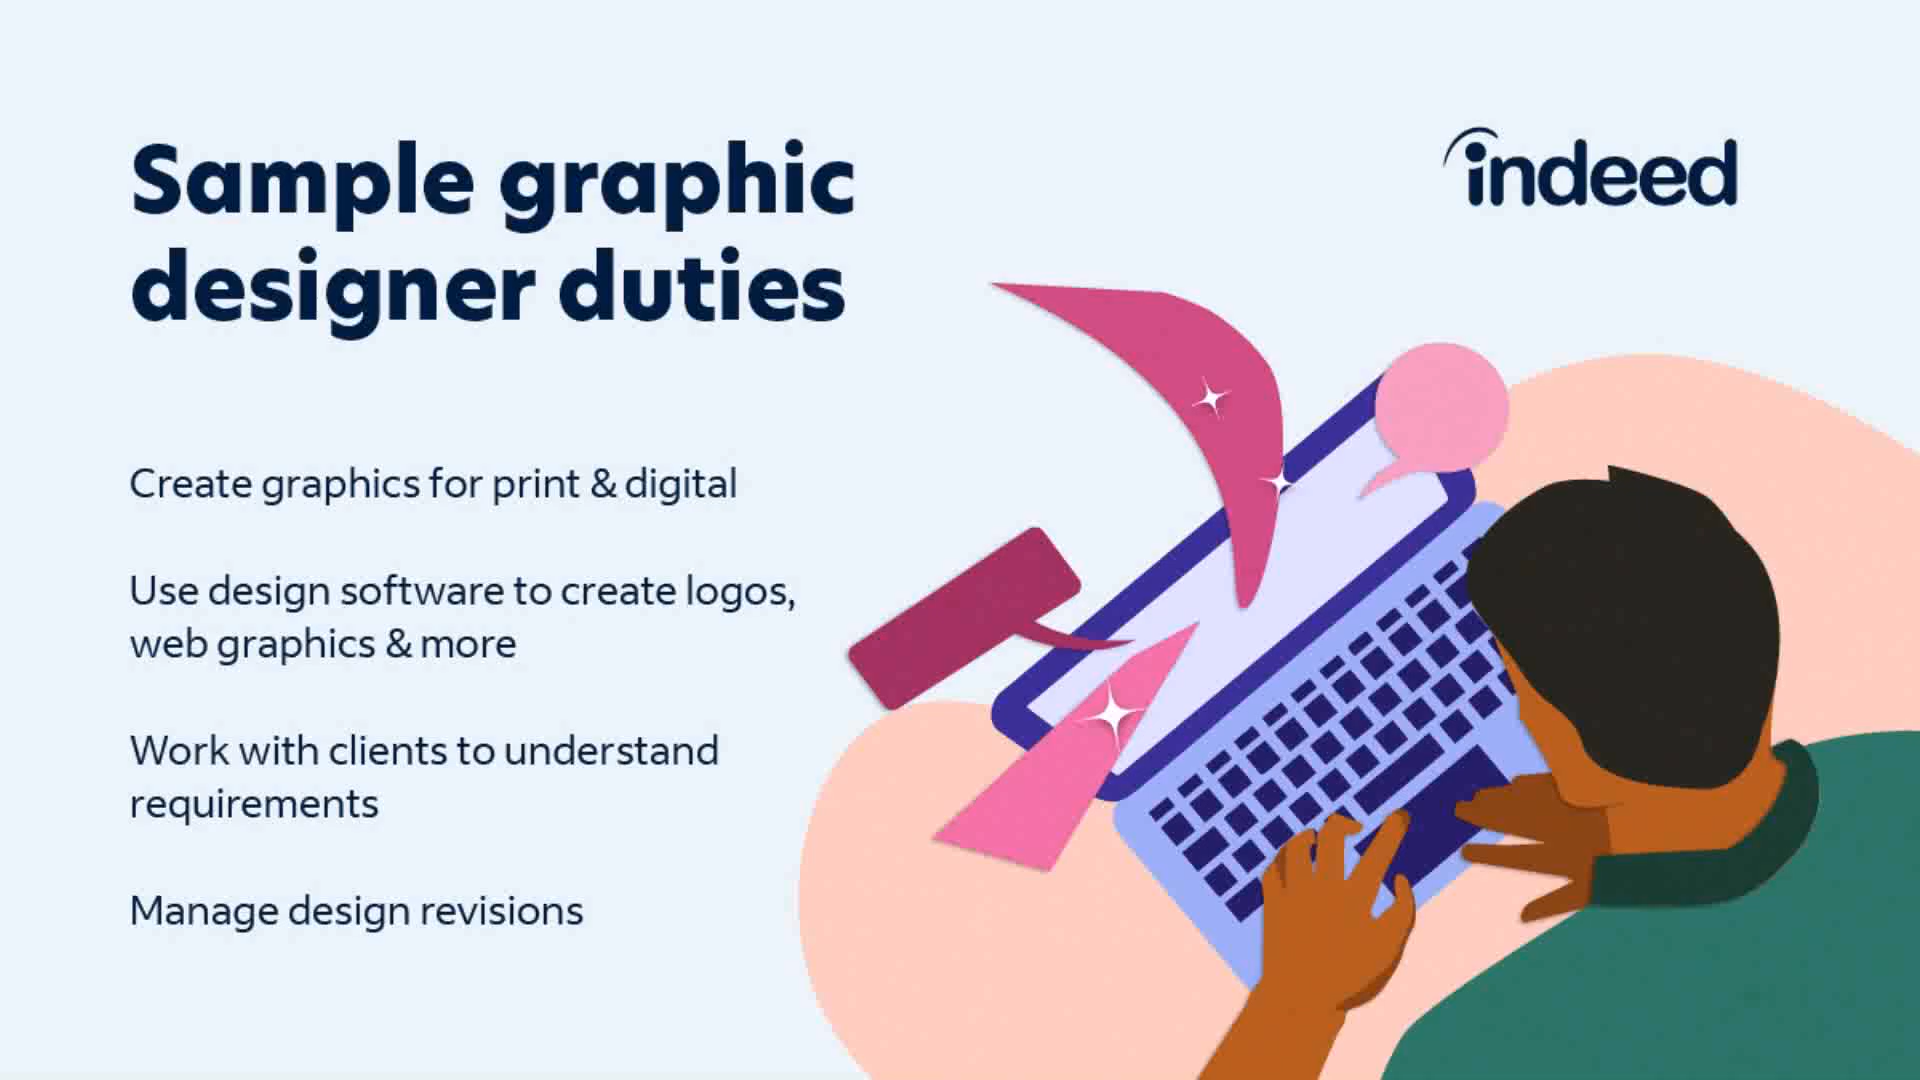 Sample graphic
designer duties
indeed
Create graphics for print & digital
Use design software to create logos,
web graphics & more
Work with clients to understand
requirements
Manage design revisions